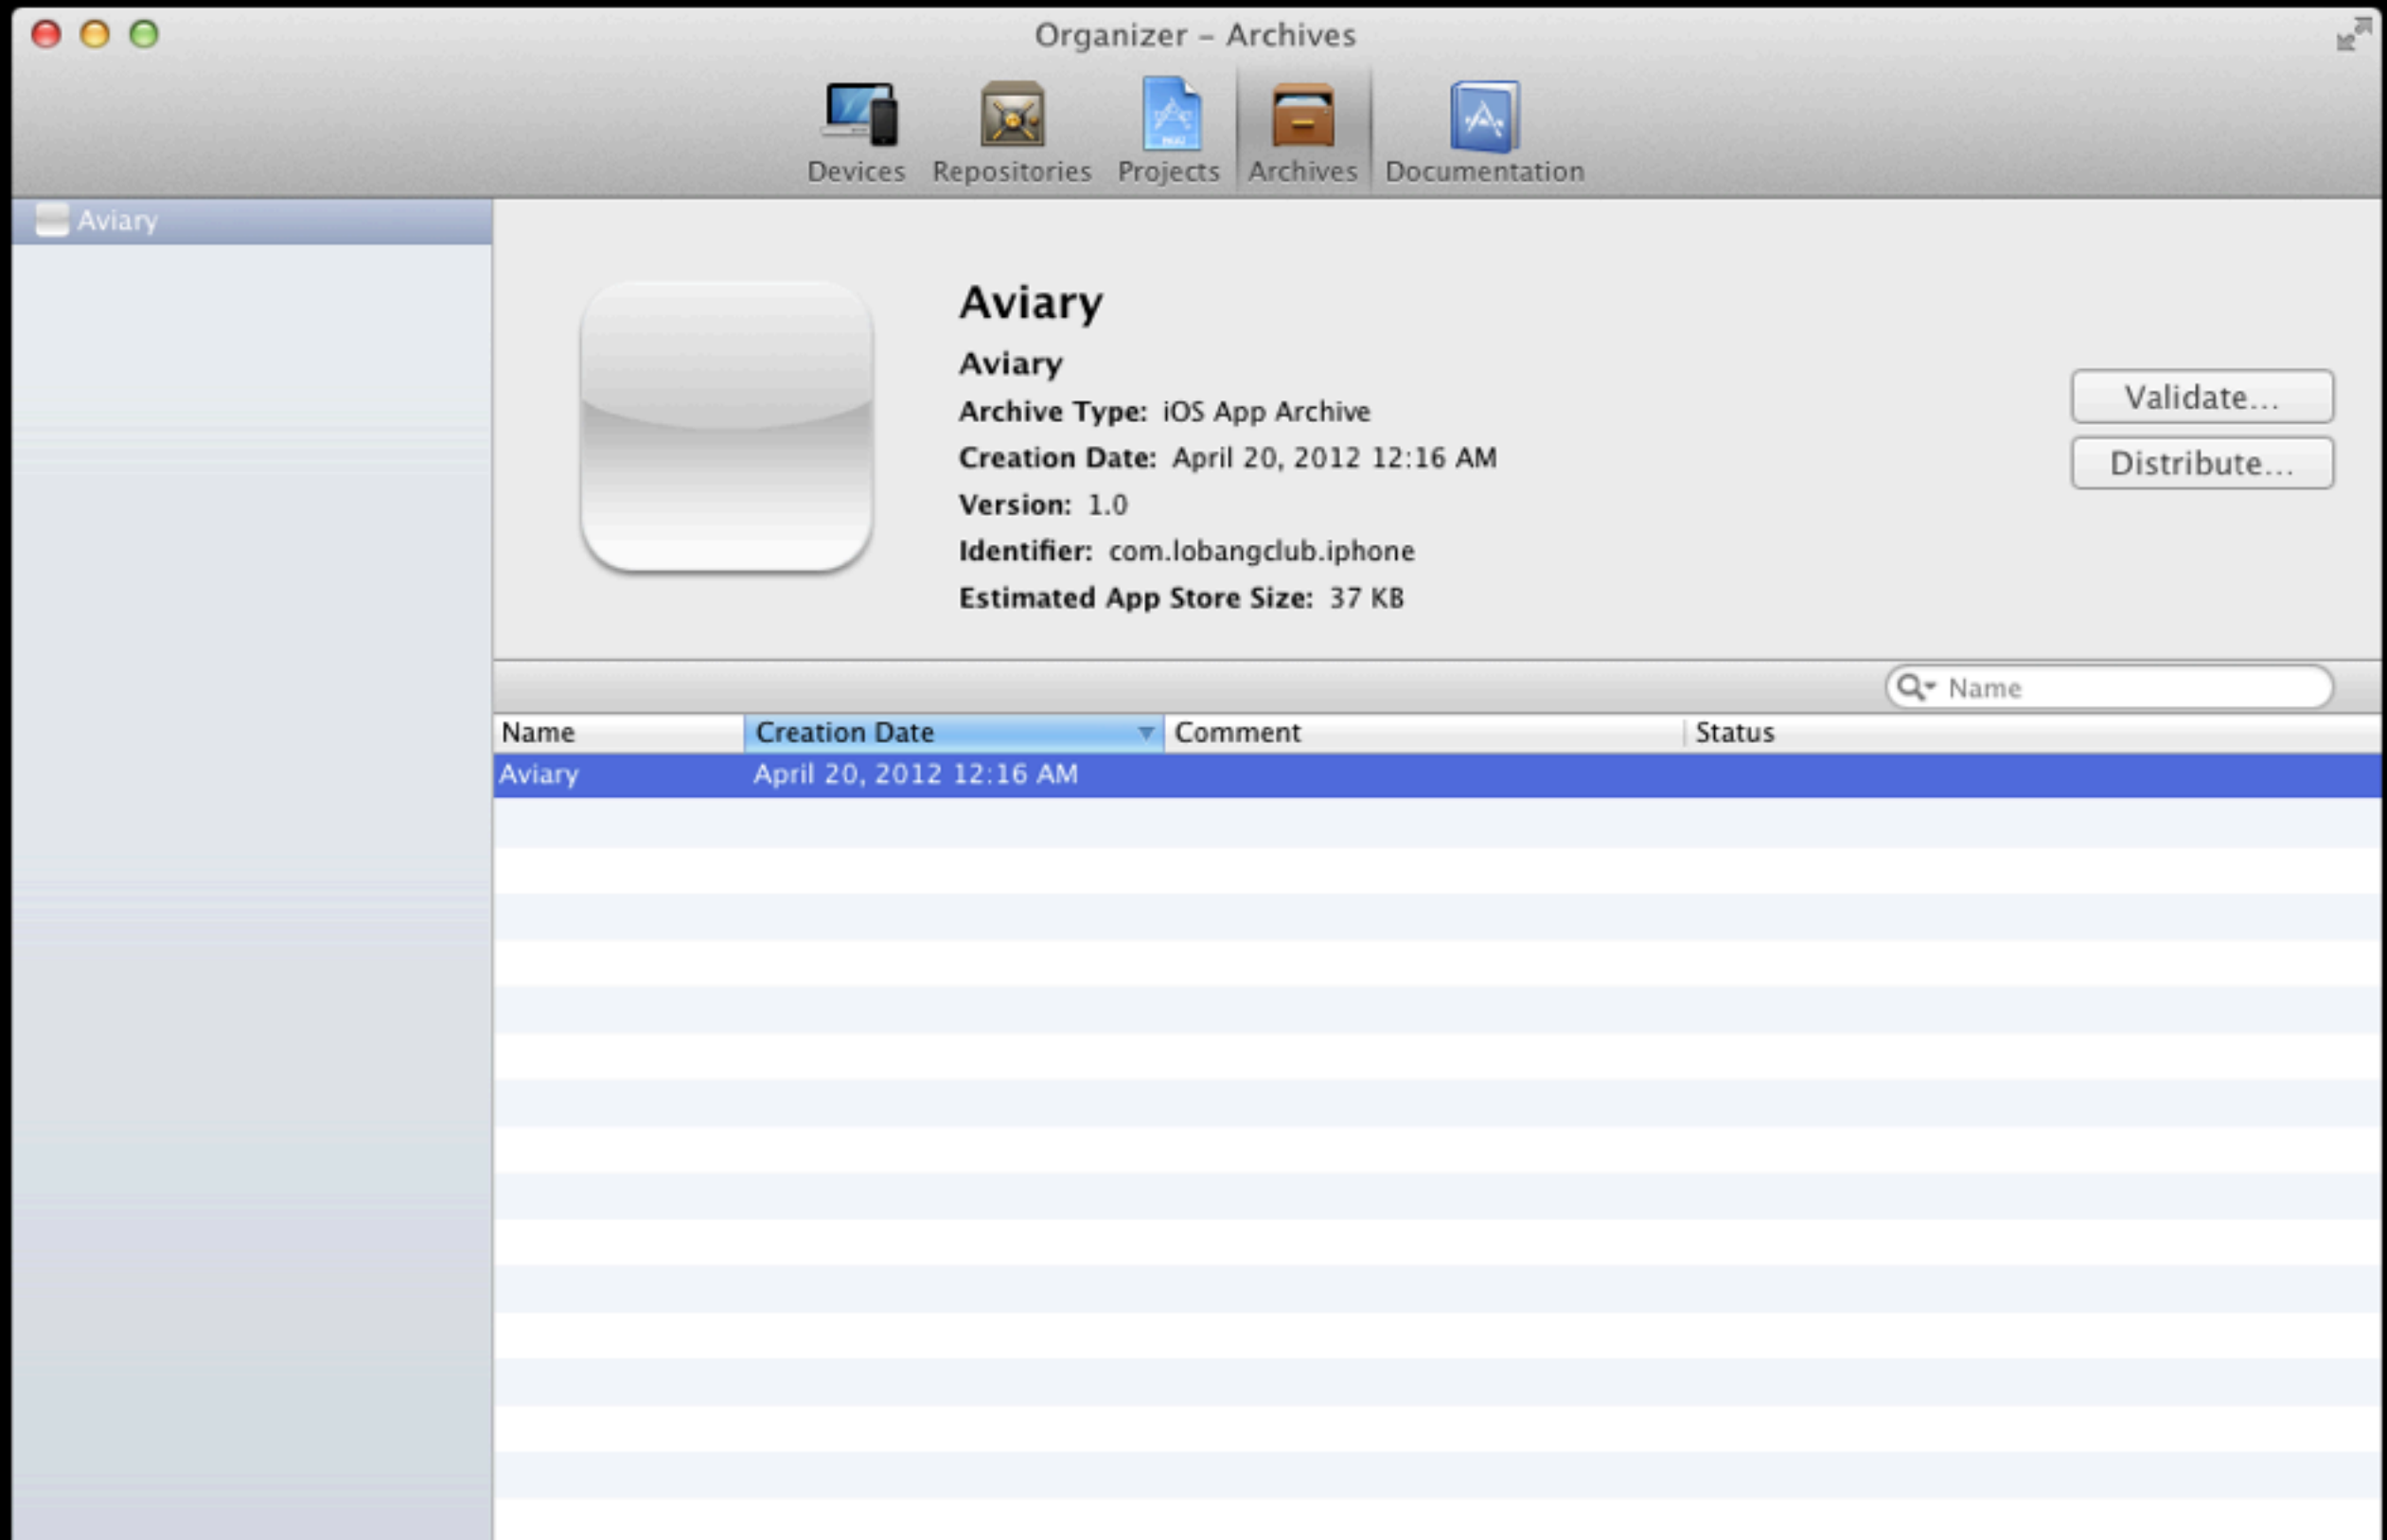 Organizer – Archives
Devices
Repositories
Projects
Archives
Documentation
Aviary
Aviary
Aviary
Archive Type: iOS App Archive
Creation Date: April 20, 2012 12:16 AM
Version: 1.0
Identifier: com.lobangclub.iphone
Estimated App Store Size: 37 KB
Validate...
Distribute...
Name
Name Creation Date Comment Status
Aviary April 20, 2012 12:16 AM